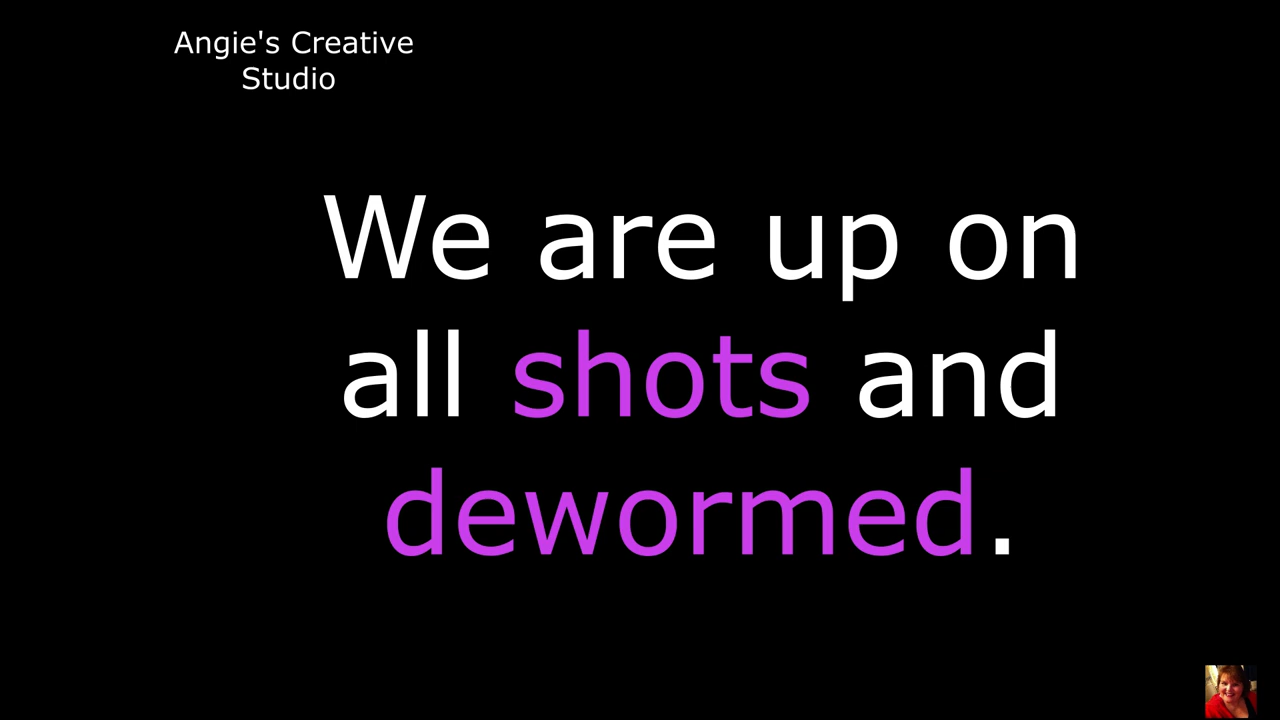 Angie's Creative
Studio
We are up on
all shots and
dewormed.